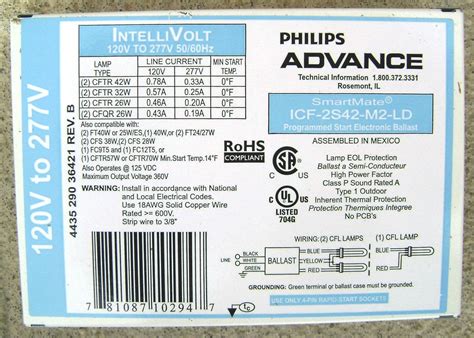 INTELLIVOLT
120V TO 277V 50/60Hz
LAMP TYPE LINE CURRENT 120V 277V MIN START TEMP.
(2) CFTR 42W 0.78A 0.33A 0°F
(2) CFTR 32W 0.57A 0.25A 0°F
(2) CFTR 26W 0.46A 0.20A 0°F
(2) CFQR 26W 0.43A 0.19A 0°F
Also compatible with:
(2) FT40W or 25W/ES,(1) 40W,or (2) FT24/27W
(2) CFS 38W, (2) CFS 28W
(1) FC9T5 and (1) FC12T5, or
(1) CFTR57W or CFTR70W Min.Start Temp.14°F
Also Operates @ 125 VDC
Maximum Output Voltage 360V
WARNING: Install in accordance with National
and Local Electrical Codes.
Use 18AWG Solid Copper Wire
Rated >= 600V.
Strip wire to 3/8"
120V to 277V
4435 290 36421 REV. B
7 81087 10294 7
PHILIPS
ADVANCE
Technical Information 1.800.372.3331
Rosemont, IL
SmartMate®
ICF-2S42-M2-LD
Programmed Start Electronic Ballast
ASSEMBLED IN MEXICO
RoHS
COMPLIANT
Lamp EOL Protection
Ballast a Semi-Conducteur
High Power Factor
Class P Sound Rated A
Type 1 Outdoor
Inherent Thermal Protection
Protection Thermiques Integree
No PCB's
UL
LISTED
704G
WIRING: (2) CFL LAMPS (1) CFL LAMP
LINE
BLACK
WHITE
GREEN
BALLAST
BLUE
RED
RED
GROUNDING: Green terminal or ballast case must be grounded.
USE ONLY 4-PIN RAPID START SOCKETS